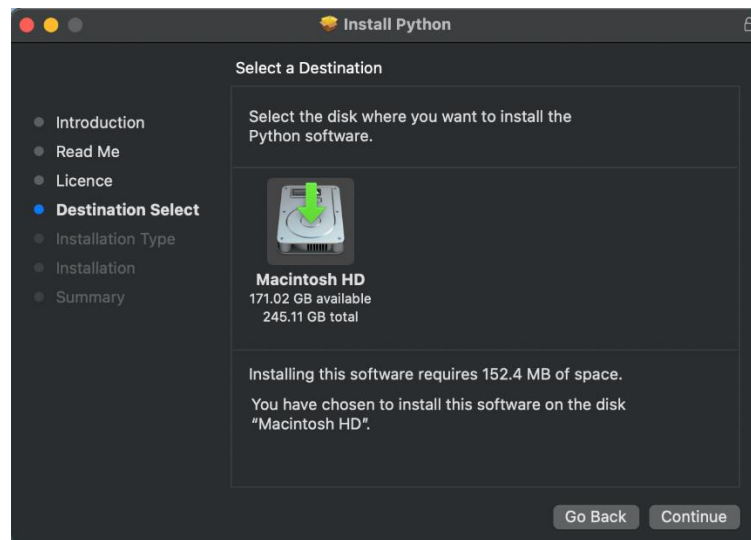 Install Python
Select a Destination
Introduction
Read Me
Licence
Destination Select
Installation Type
Installation
Summary
Select the disk where you want to install the
Python software.
Macintosh HD
171.02 GB available
245.11 GB total
Installing this software requires 152.4 MB of space.
You have chosen to install this software on the disk
“Macintosh HD”.
Go Back
Continue